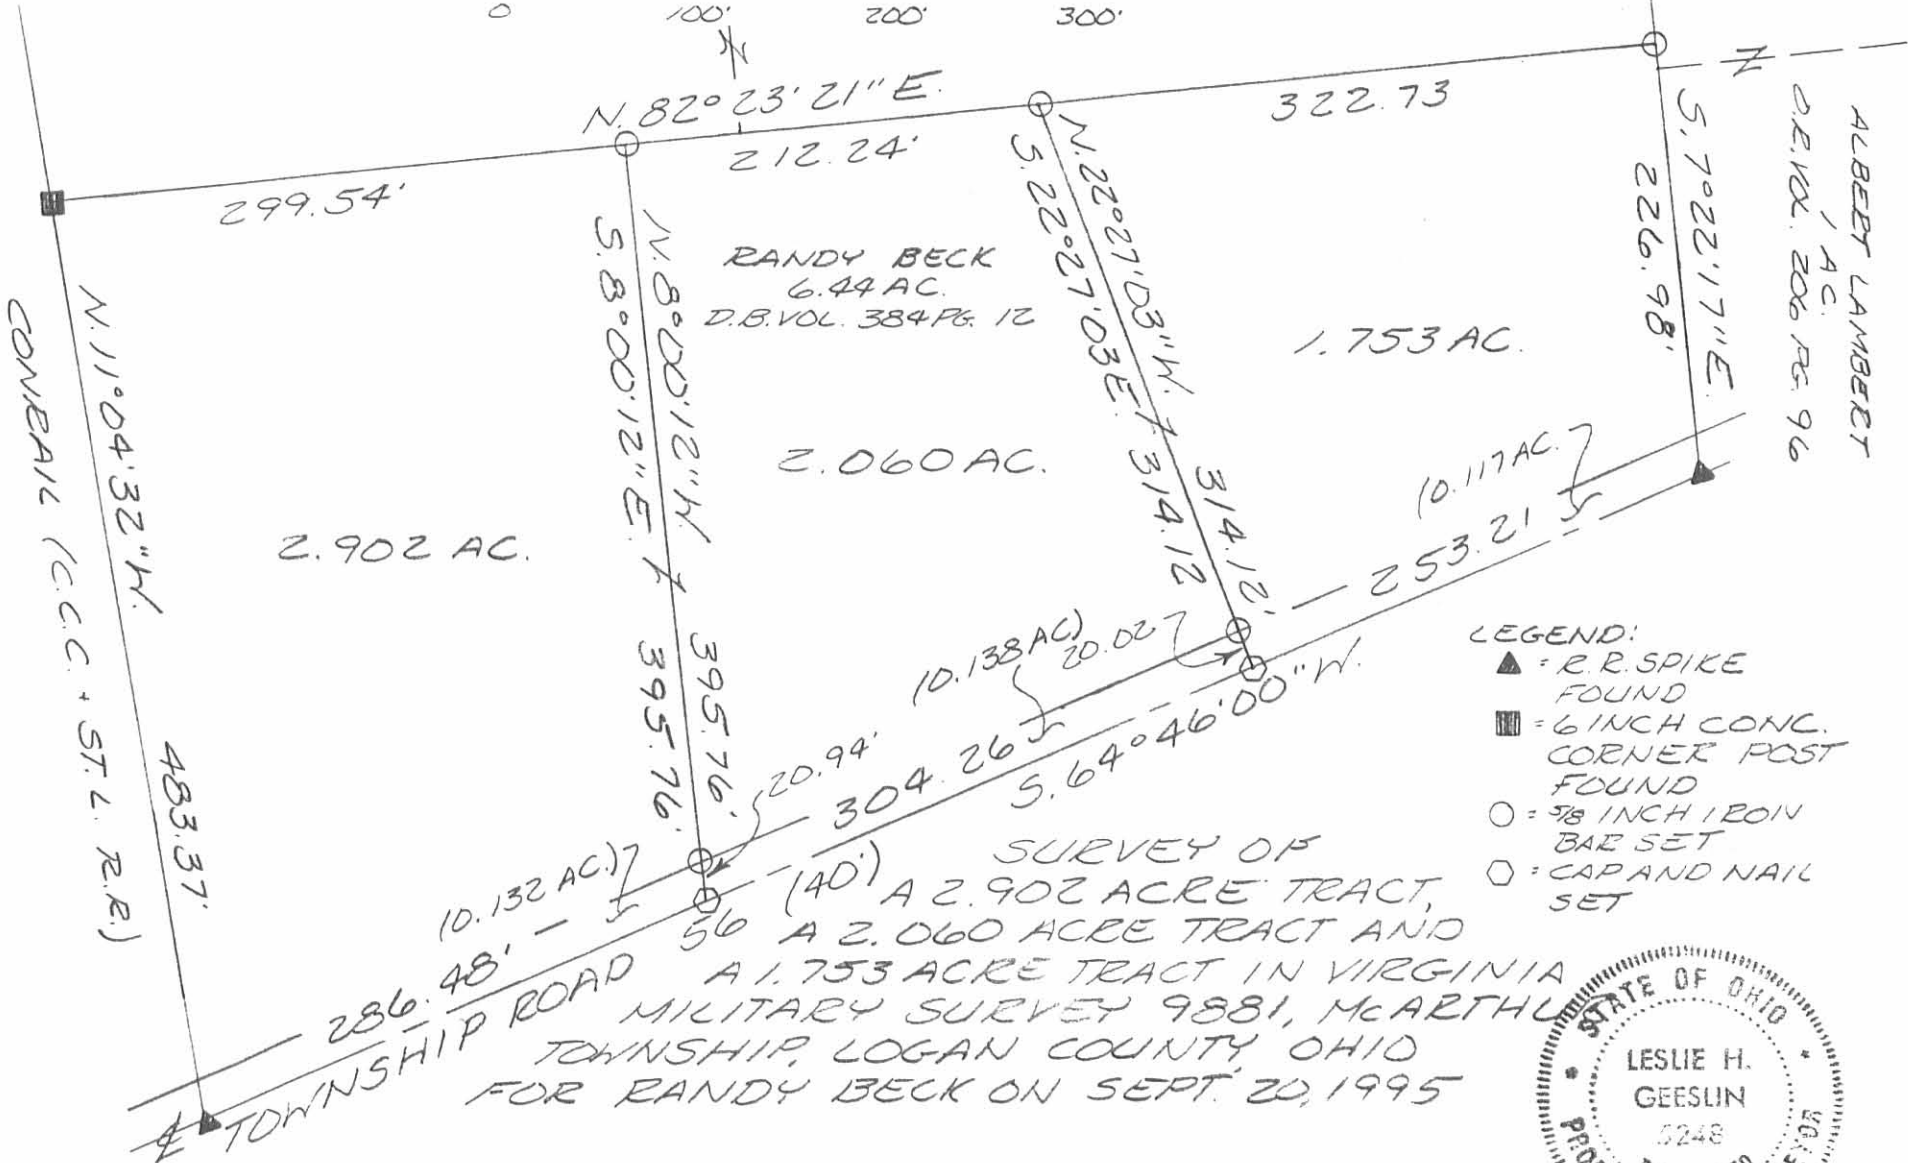 0 100' 200' 300'
N. 82° 23' 21" E.
299.54'
212.24'
322.73
N. 11° 04' 32" W.
483.37'
CONRAIL (C.C.C. + ST. L. R.R.)
S. 8° 00' 12" E. 395.76'
N. 8° 00' 12" W. 395.76'
RANDY BECK
6.44 AC.
D.B. VOL. 384 PG. 12
S. 22° 27' 03 E. 314.12
N. 22° 27' 03" W. 314.12'
S. 7° 22' 17" E.
226.98'
ALBERT LAMBERT
1 AC.
O.R. VOL. 206 PG. 96
2.902 AC.
2.060 AC.
1.753 AC.
(0.117 AC.
253.21
(0.138 AC)
20.02
304.26
S. 64° 46' 00" W.
20.94'
(0.132 AC.)
286.48'
TOWNSHIP ROAD 56 (40')
LEGEND:
▲ = R.R. SPIKE
FOUND
■ = 6 INCH CONC.
CORNER POST
FOUND
○ = 5/8 INCH IRON
BAR SET
⬡ = CAP AND NAIL
SET
SURVEY OF
A 2.902 ACRE TRACT,
A 2.060 ACRE TRACT AND
A 1.753 ACRE TRACT IN VIRGINIA
MILITARY SURVEY 9881, McARTHU
TOWNSHIP, LOGAN COUNTY, OHIO
FOR RANDY BECK ON SEPT. 20, 1995
STATE OF OHIO
LESLIE H.
GEESLIN
5248